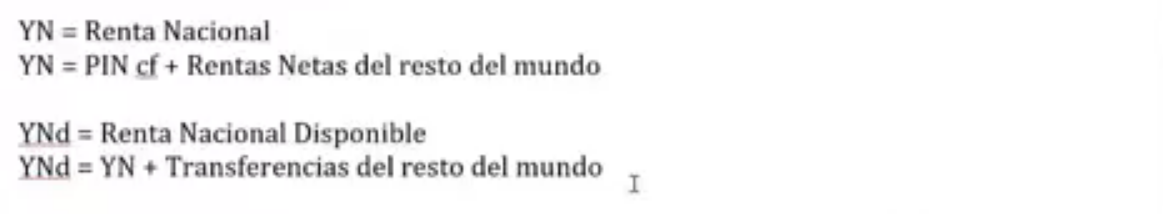 YN = Renta Nacional
YN = PIN cf + Rentas Netas del resto del mundo
YNd = Renta Nacional Disponible
YNd = YN + Transferencias del resto del mundo